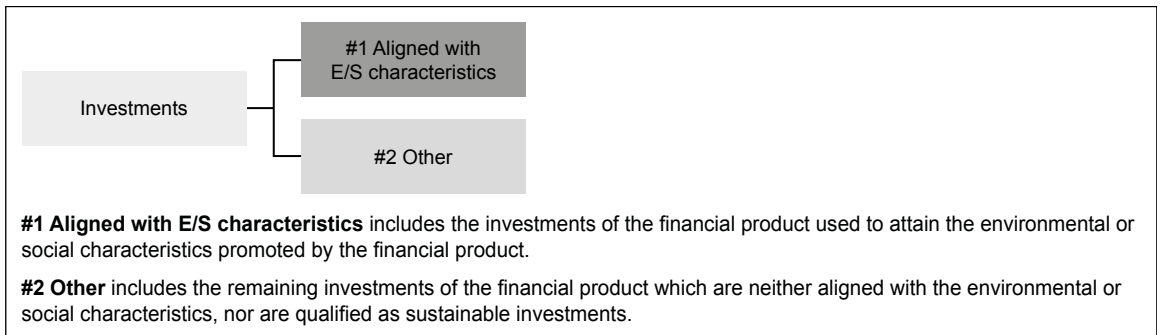 #1 Aligned with
E/S characteristics
Investments
#2 Other
#1 Aligned with E/S characteristics includes the investments of the financial product used to attain the environmental or
social characteristics promoted by the financial product.
#2 Other includes the remaining investments of the financial product which are neither aligned with the environmental or
social characteristics, nor are qualified as sustainable investments.